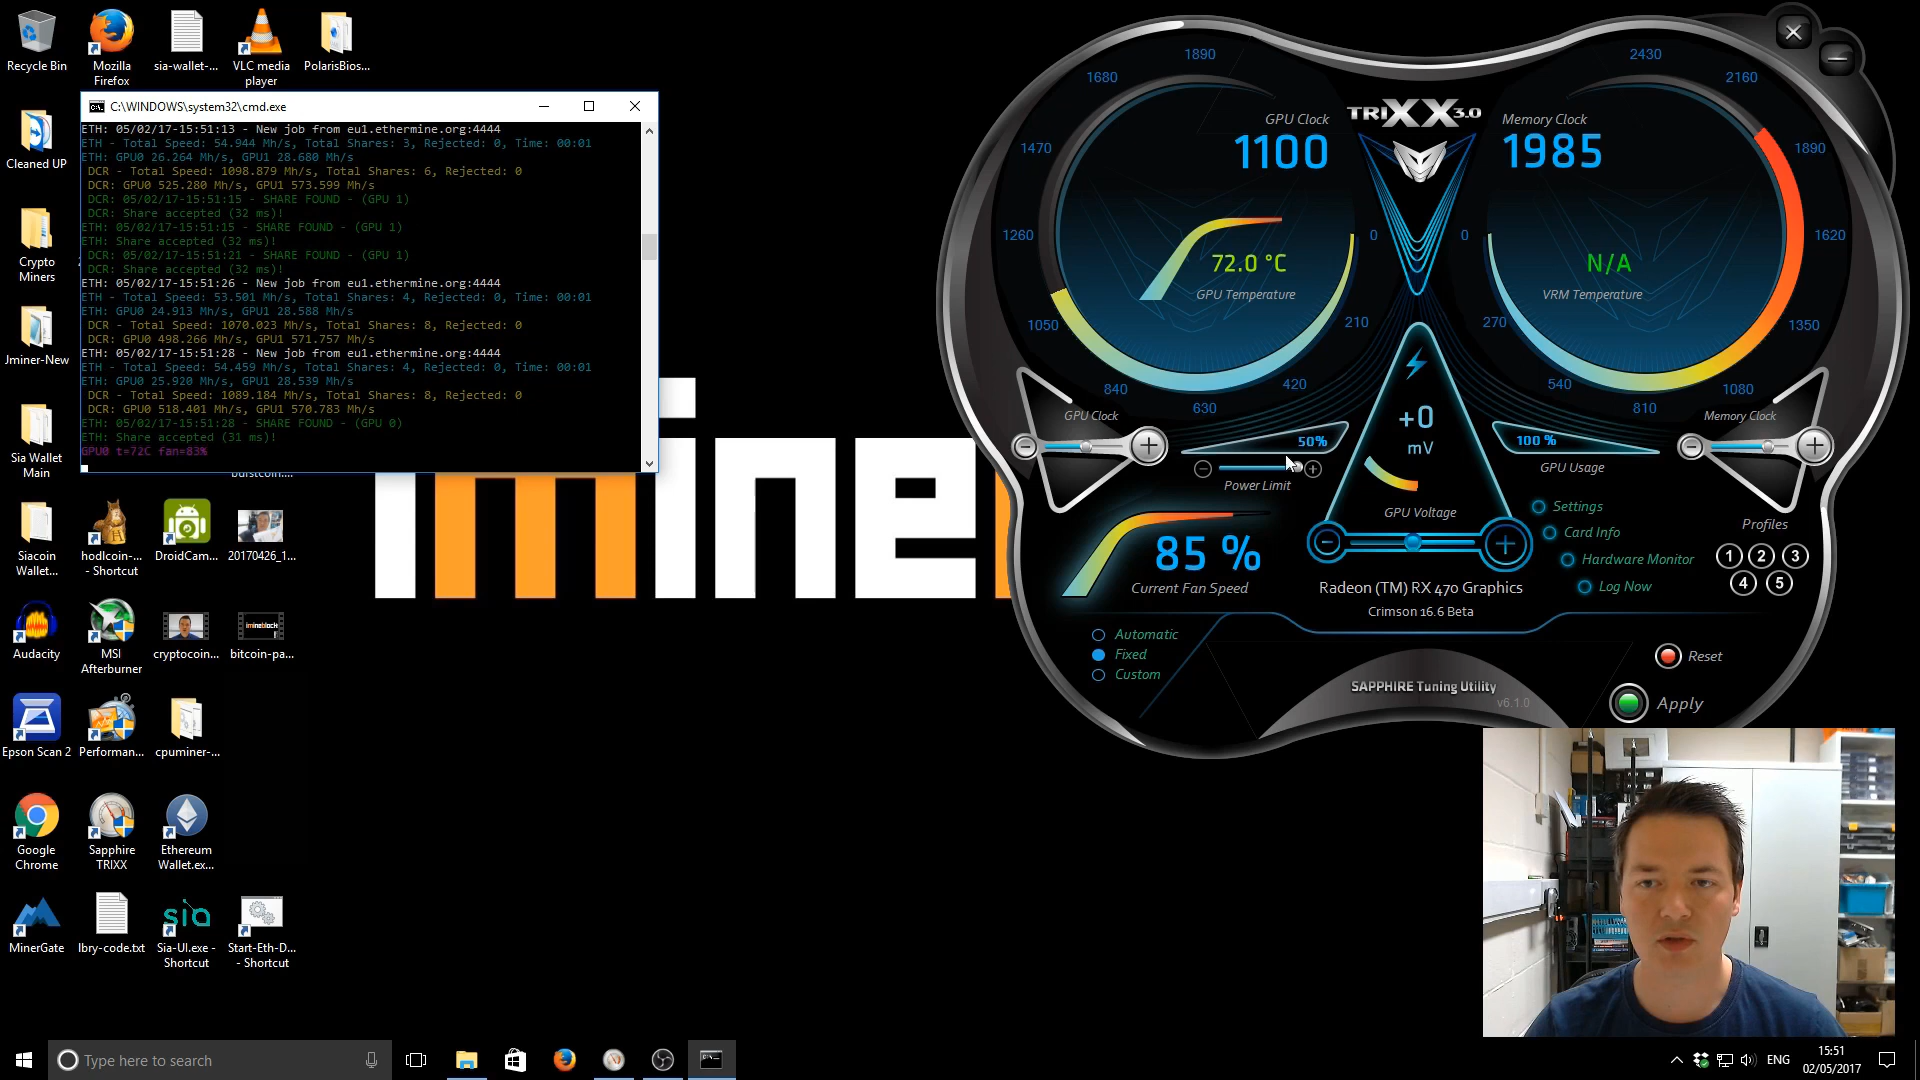 Recycle Bin
Mozilla Firefox
sia-wallet-...
VLC media player
PolarisBios...
Cleaned UP
Crypto Miners
Jminer-New
Sia Wallet Main
Siacoin Wallet...
hodlcoin-... - Shortcut
DroidCam...
20170426_1...
Audacity
MSI Afterburner
cryptocoin...
bitcoin-pa...
Epson Scan 2
Performan...
cpuminer-...
Google Chrome
Sapphire TRIXX
Ethereum Wallet.ex...
MinerGate
lbry-code.txt
Sia-UI.exe - Shortcut
Start-Eth-D... - Shortcut
C:\WINDOWS\system32\cmd.exe
ETH: 05/02/17-15:51:13 - New job from eu1.ethermine.org:4444
ETH - Total Speed: 54.944 Mh/s, Total Shares: 3, Rejected: 0, Time: 00:01
ETH: GPU0 26.264 Mh/s, GPU1 28.680 Mh/s
DCR - Total Speed: 1098.879 Mh/s, Total Shares: 6, Rejected: 0
DCR: GPU0 525.280 Mh/s, GPU1 573.599 Mh/s
DCR: 05/02/17-15:51:15 - SHARE FOUND - (GPU 1)
DCR: Share accepted (32 ms)!
ETH: 05/02/17-15:51:15 - SHARE FOUND - (GPU 1)
ETH: Share accepted (32 ms)!
DCR: 05/02/17-15:51:21 - SHARE FOUND - (GPU 1)
DCR: Share accepted (32 ms)!
ETH: 05/02/17-15:51:26 - New job from eu1.ethermine.org:4444
ETH - Total Speed: 53.501 Mh/s, Total Shares: 4, Rejected: 0, Time: 00:01
ETH: GPU0 24.913 Mh/s, GPU1 28.588 Mh/s
DCR - Total Speed: 1070.023 Mh/s, Total Shares: 8, Rejected: 0
DCR: GPU0 498.266 Mh/s, GPU1 571.757 Mh/s
ETH: 05/02/17-15:51:28 - New job from eu1.ethermine.org:4444
ETH - Total Speed: 54.459 Mh/s, Total Shares: 4, Rejected: 0, Time: 00:01
ETH: GPU0 25.920 Mh/s, GPU1 28.539 Mh/s
DCR - Total Speed: 1089.184 Mh/s, Total Shares: 8, Rejected: 0
DCR: GPU0 518.401 Mh/s, GPU1 570.783 Mh/s
ETH: 05/02/17-15:51:28 - SHARE FOUND - (GPU 0)
ETH: Share accepted (31 ms)!
GPU0 t=72C fan=83%
imine
TRIXX 3.0
GPU Clock
1100
Memory Clock
1985
1890
1680
1470
1260
1050
840
630
420
210
0
72.0 °C
GPU Temperature
2430
2160
1890
1620
1350
1080
810
540
270
0
N/A
VRM Temperature
GPU Clock
Memory Clock
50%
Power Limit
+0
mV
GPU Voltage
100 %
GPU Usage
85 %
Current Fan Speed
Automatic
Fixed
Custom
Radeon (TM) RX 470 Graphics
Crimson 16.6 Beta
Settings
Card Info
Hardware Monitor
Log Now
Profiles
1 2 3
4 5
Reset
Apply
SAPPHIRE Tuning Utility
v6.1.0
Type here to search
ENG
15:51
02/05/2017